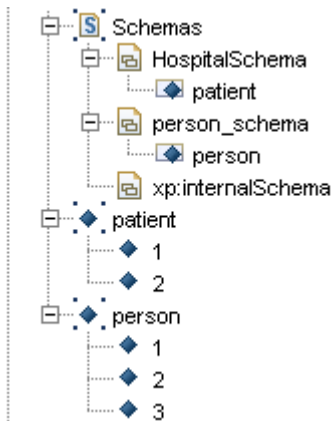 S Schemas
HospitalSchema
patient
person_schema
person
xp:internalSchema
patient
1
2
person
1
2
3